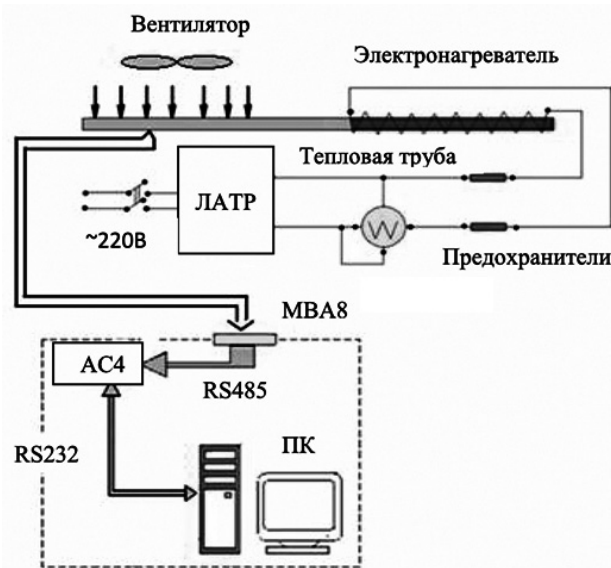 Вентилятор
Электронагреватель
Тепловая труба
ЛАТР
~220В
W
Предохранители
МВА8
АС4
RS485
RS232
ПК